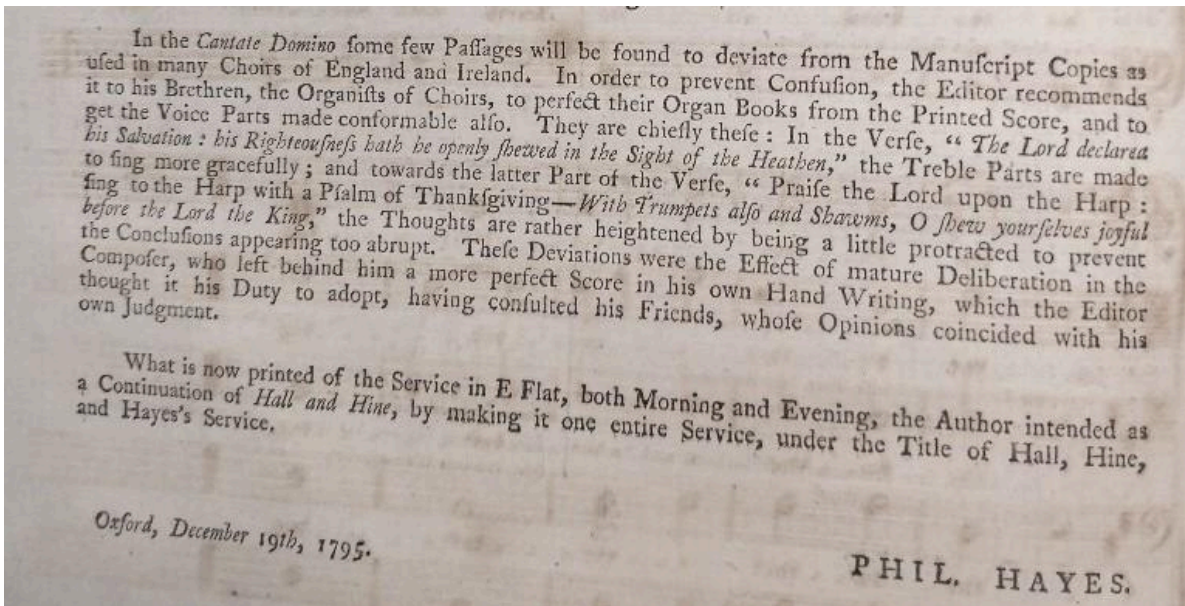 In the Cantate Domino ſome few Paſſages will be found to deviate from the Manuſcript Copies as
uſed in many Choirs of England and Ireland. In order to prevent Confuſion, the Editor recommends
it to his Brethren, the Organiſts of Choirs, to perfect their Organ Books from the Printed Score, and to
get the Voice Parts made conformable alſo. They are chiefly theſe : In the Verſe, “ The Lord declared
his Salvation : his Righteouſneſs hath he openly ſhewed in the Sight of the Heathen,” the Treble Parts are made
to ſing more gracefully ; and towards the latter Part of the Verſe, “ Praiſe the Lord upon the Harp :
ſing to the Harp with a Pſalm of Thankſgiving—With Trumpets alſo and Shawms, O ſhew yourſelves joyful
before the Lord the King,” the Thoughts are rather heightened by being a little protracted to prevent
the Concluſions appearing too abrupt. Theſe Deviations were the Effect of mature Deliberation in the
Compoſer, who left behind him a more perfect Score in his own Hand Writing, which the Editor
thought it his Duty to adopt, having conſulted his Friends, whoſe Opinions coincided with his
own Judgment.
What is now printed of the Service in E Flat, both Morning and Evening, the Author intended as
a Continuation of Hall and Hine, by making it one entire Service, under the Title of Hall, Hine,
and Hayes's Service.
Oxford, December 19th, 1795.
PHIL. HAYES.